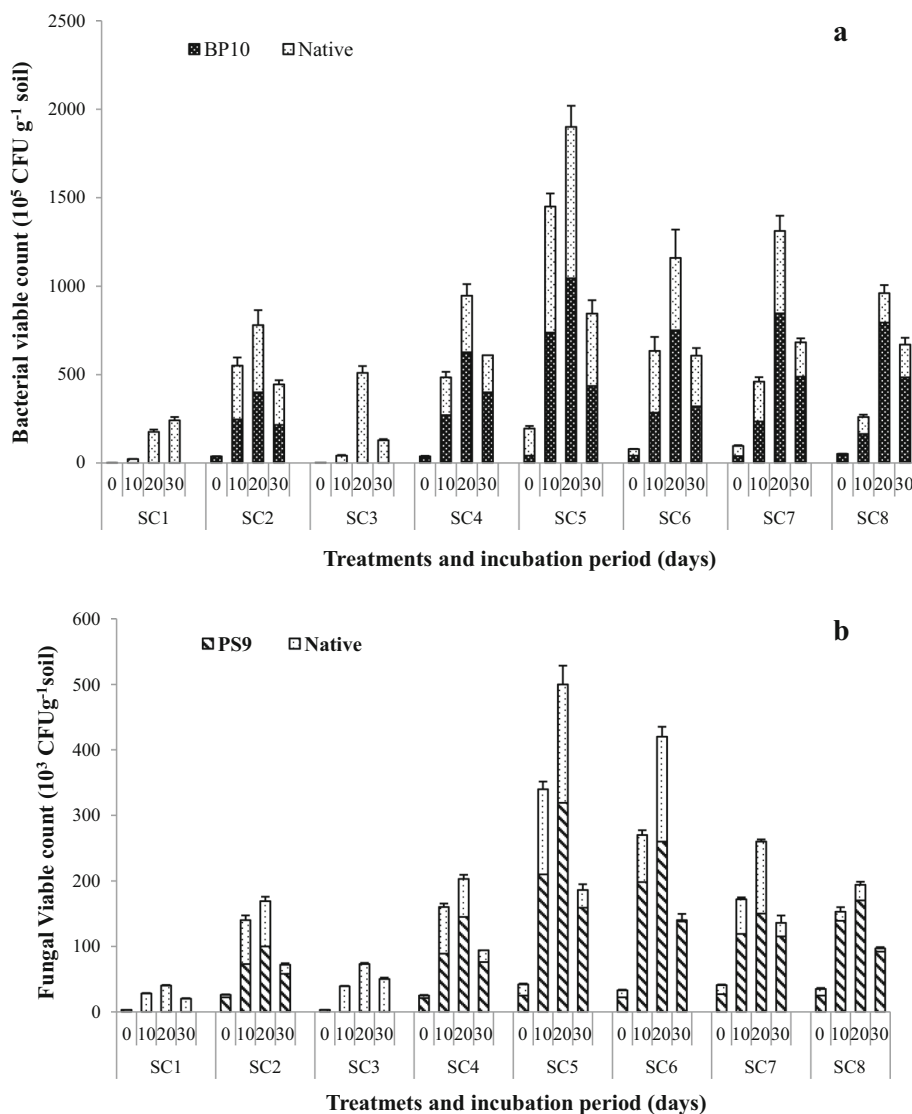 a
2500
BP10 Native
2000
1500
1000
500
0
Bacterial viable count (10⁵ CFU g⁻¹ soil)
0 10 20 30 0 10 20 30 0 10 20 30 0 10 20 30 0 10 20 30 0 10 20 30 0 10 20 30 0 10 20 30
SC1 SC2 SC3 SC4 SC5 SC6 SC7 SC8
Treatments and incubation period (days)
b
600
PS9 Native
500
400
300
200
100
0
Fungal Viable count (10³ CFUg⁻¹soil)
0 10 20 30 0 10 20 30 0 10 20 30 0 10 20 30 0 10 20 30 0 10 20 30 0 10 20 30 0 10 20 30
SC1 SC2 SC3 SC4 SC5 SC6 SC7 SC8
Treatmets and incubation period (days)